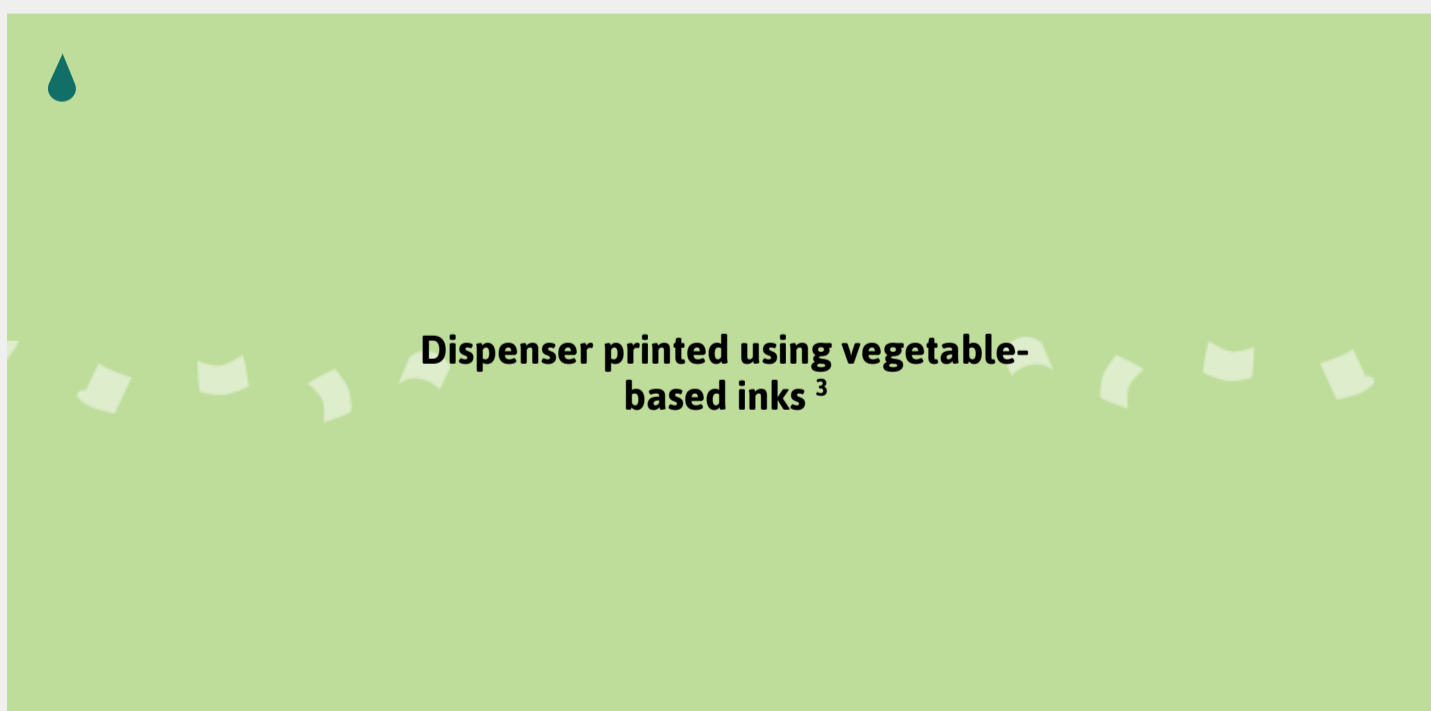 Dispenser printed using vegetable-
based inks ³